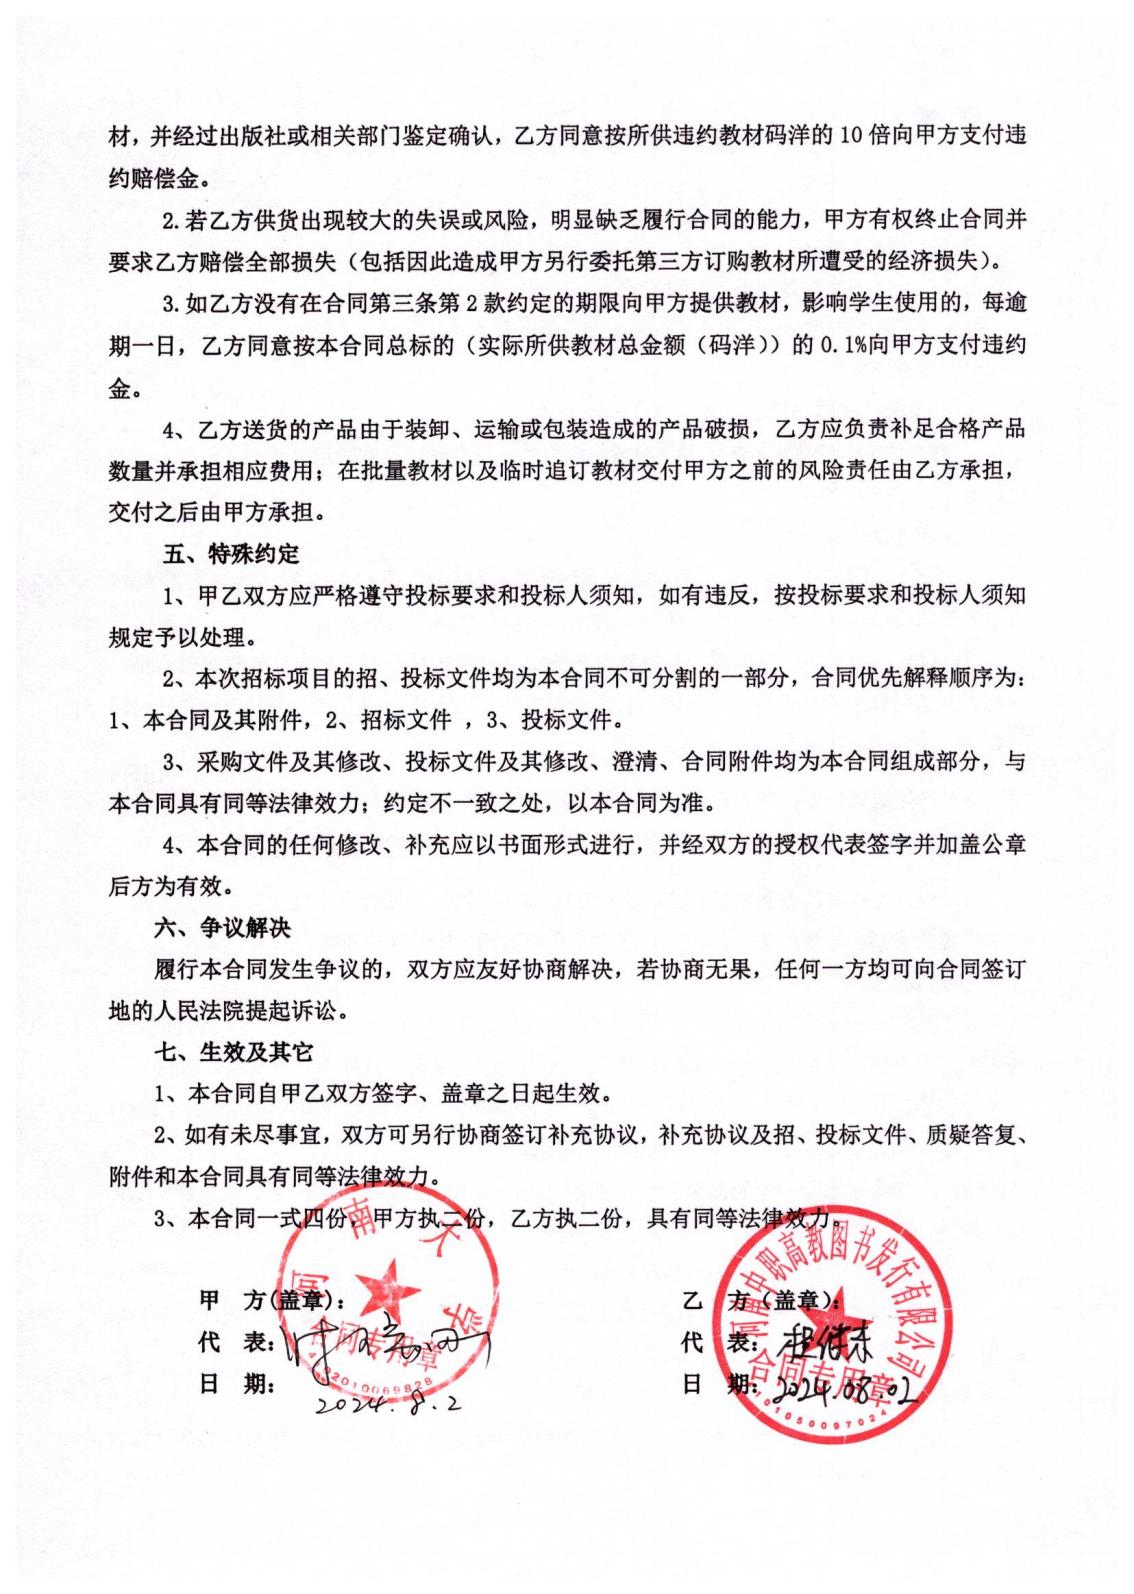 材，并经过出版社或相关部门鉴定确认，乙方同意按所供违约教材码洋的 10 倍向甲方支付违
约赔偿金。
2.若乙方供货出现较大的失误或风险，明显缺乏履行合同的能力，甲方有权终止合同并
要求乙方赔偿全部损失（包括因此造成甲方另行委托第三方订购教材所遭受的经济损失）。
3.如乙方没有在合同第三条第 2 款约定的期限向甲方提供教材，影响学生使用的，每逾
期一日，乙方同意按本合同总标的（实际所供教材总金额（码洋））的 0.1%向甲方支付违约
金。
4、乙方送货的产品由于装卸、运输或包装造成的产品破损，乙方应负责补足合格产品
数量并承担相应费用；在批量教材以及临时追订教材交付甲方之前的风险责任由乙方承担，
交付之后由甲方承担。
五、特殊约定
1、甲乙双方应严格遵守投标要求和投标人须知，如有违反，按投标要求和投标人须知
规定予以处理。
2、本次招标项目的招、投标文件均为本合同不可分割的一部分，合同优先解释顺序为：
1、本合同及其附件，2、招标文件 ，3、投标文件。
3、采购文件及其修改、投标文件及其修改、澄清、合同附件均为本合同组成部分，与
本合同具有同等法律效力；约定不一致之处，以本合同为准。
4、本合同的任何修改、补充应以书面形式进行，并经双方的授权代表签字并加盖公章
后方为有效。
六、争议解决
履行本合同发生争议的，双方应友好协商解决，若协商无果，任何一方均可向合同签订
地的人民法院提起诉讼。
七、生效及其它
1、本合同自甲乙双方签字、盖章之日起生效。
2、如有未尽事宜，双方可另行协商签订补充协议，补充协议及招、投标文件、质疑答复、
附件和本合同具有同等法律效力。
3、本合同一式四份，甲方执二份，乙方执二份，具有同等法律效力。
甲 方(盖章)：
代 表：
日 期：
2024.8.2
河南大学
合同专用章
乙 方（盖章）：
代 表：
日 期：2024.08.02
河南中职高教图书发行有限公司
合同专用章